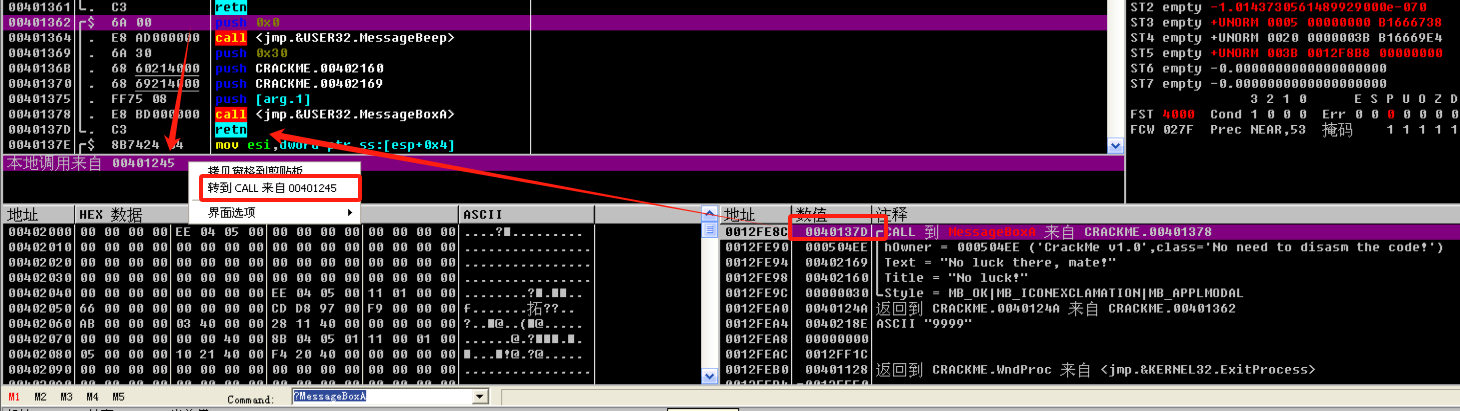 00401361 L. C3 retn
00401362 ┌$ 6A 00 push 0x0
00401364 . E8 AD000000 call <jmp.&USER32.MessageBeep>
00401369 . 6A 30 push 0x30
0040136B . 68 60214000 push CRACKME.00402160
00401370 . 68 69214000 push CRACKME.00402169
00401375 . FF75 08 push [arg.1]
00401378 . E8 BD000000 call <jmp.&USER32.MessageBoxA>
0040137D L. C3 retn
0040137E ┌$ 8B7424 04 mov esi,dword ptr ss:[esp+0x4]
本地调用来自 00401245
拷贝窗格到剪贴板
转到 CALL 来自 00401245
界面选项
ST2 empty -1.0143730561489929000e-070
ST3 empty +UNORM 0005 00000000 B1666738
ST4 empty +UNORM 0020 0000003B B16669E4
ST5 empty +UNORM 003B 0012F8B8 00000000
ST6 empty -0.0000000000000000000
ST7 empty -0.0000000000000000000
3 2 1 0 E S P U O Z D
FST 4000 Cond 1 0 0 0 Err 0 0 0 0 0 0 0
FCW 027F Prec NEAR,53 掩码 1 1 1 1 1
地址 HEX 数据 ASCII
00402000 00 00 00 00 EE 04 05 00 00 00 00 00 00 00 00 00
00402010 00 00 00 00 00 00 00 00 00 00 00 00 00 00 00 00 ................
00402020 00 00 00 00 00 00 00 00 00 00 00 00 00 00 00 00 ................
00402030 00 00 00 00 00 00 00 00 00 00 00 00 00 00 00 00 ................
00402040 00 00 00 00 00 00 00 00 EE 04 05 00 11 01 00 00
00402050 66 00 00 00 00 00 00 00 CD D8 97 00 F9 00 00 00 f.......拓??..
00402060 AB 00 00 00 03 40 00 00 28 11 40 00 00 00 00 00
00402070 00 00 00 00 00 00 40 00 8B 04 05 01 11 00 01 00
00402080 05 00 00 00 10 21 40 00 F4 20 40 00 00 00 00 00
00402090 00 00 00 00 00 00 00 00 00 00 00 00 00 00 00 00 ................
地址 数值 注释
0012FE8C 0040137D ┌CALL 到 MessageBoxA 来自 CRACKME.00401378
0012FE90 000504EE hOwner = 000504EE ('CrackMe v1.0',class='No need to disasm the code!')
0012FE94 00402169 Text = "No luck there, mate!"
0012FE98 00402160 Title = "No luck!"
0012FE9C 00000030 └Style = MB_OK|MB_ICONEXCLAMATION|MB_APPLMODAL
0012FEA0 0040124A 返回到 CRACKME.0040124A 来自 CRACKME.00401362
0012FEA4 0040218E ASCII "9999"
0012FEA8 00000000
0012FEAC 0012FF1C
0012FEB0 00401128 返回到 CRACKME.WndProc 来自 <jmp.&KERNEL32.ExitProcess>
M1 M2 M3 M4 M5 Command: ?MessageBoxA